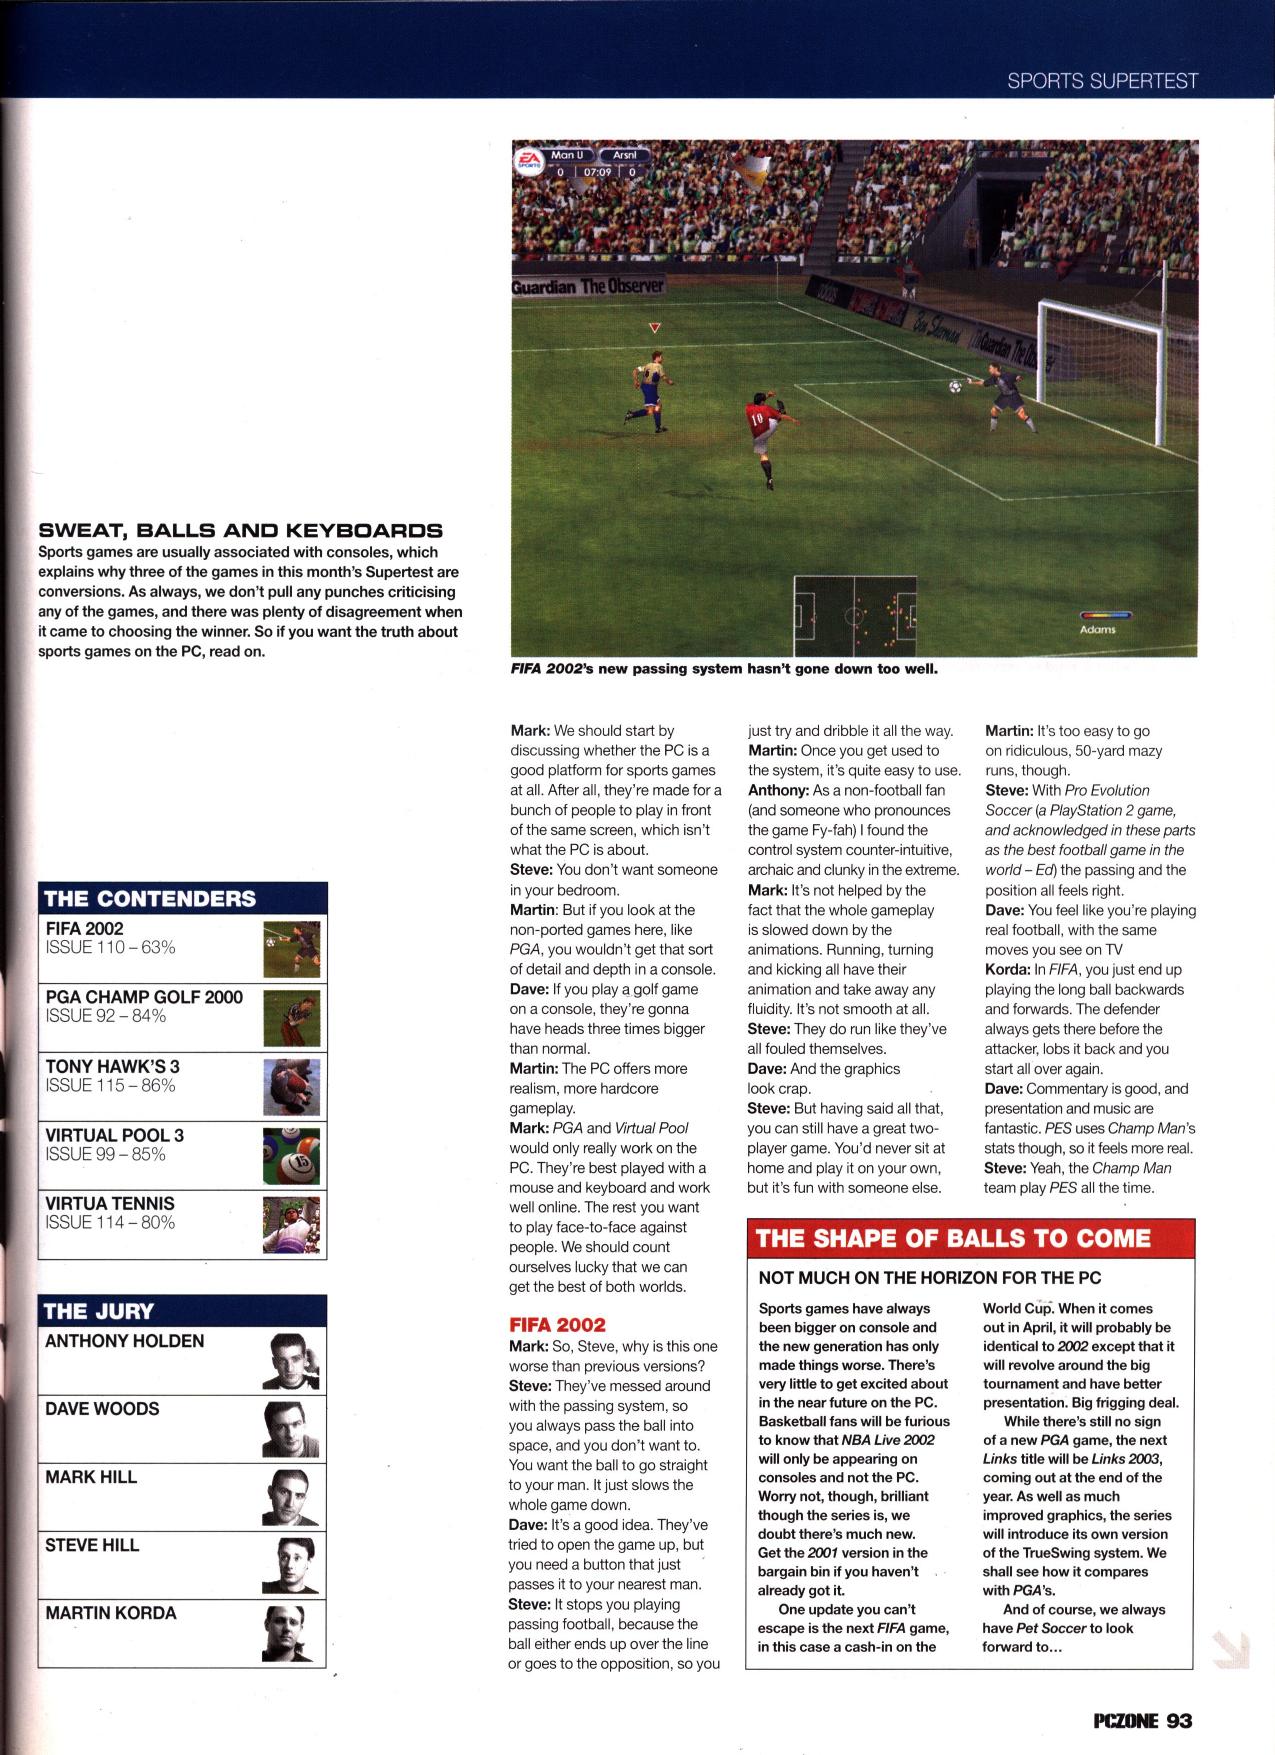 SPORTS SUPERTEST
EA
SPORTS
Man U
Arsnl
0
07:09
0
Guardian The Observer
adidas
Ben Sherman
The Guardian The Observer
10
Adams
FIFA 2002's new passing system hasn't gone down too well.
SWEAT, BALLS AND KEYBOARDS
Sports games are usually associated with consoles, which
explains why three of the games in this month's Supertest are
conversions. As always, we don't pull any punches criticising
any of the games, and there was plenty of disagreement when
it came to choosing the winner. So if you want the truth about
sports games on the PC, read on.
THE CONTENDERS
FIFA 2002
ISSUE 110 – 63%
PGA CHAMP GOLF 2000
ISSUE 92 – 84%
TONY HAWK'S 3
ISSUE 115 – 86%
VIRTUAL POOL 3
ISSUE 99 – 85%
15
VIRTUA TENNIS
ISSUE 114 – 80%
THE JURY
ANTHONY HOLDEN
DAVE WOODS
MARK HILL
STEVE HILL
MARTIN KORDA
Mark: We should start by
discussing whether the PC is a
good platform for sports games
at all. After all, they're made for a
bunch of people to play in front
of the same screen, which isn't
what the PC is about.
Steve: You don't want someone
in your bedroom.
Martin: But if you look at the
non-ported games here, like
PGA, you wouldn't get that sort
of detail and depth in a console.
Dave: If you play a golf game
on a console, they're gonna
have heads three times bigger
than normal.
Martin: The PC offers more
realism, more hardcore
gameplay.
Mark: PGA and Virtual Pool
would only really work on the
PC. They're best played with a
mouse and keyboard and work
well online. The rest you want
to play face-to-face against
people. We should count
ourselves lucky that we can
get the best of both worlds.
FIFA 2002
Mark: So, Steve, why is this one
worse than previous versions?
Steve: They've messed around
with the passing system, so
you always pass the ball into
space, and you don't want to.
You want the ball to go straight
to your man. It just slows the
whole game down.
Dave: It's a good idea. They've
tried to open the game up, but
you need a button that just
passes it to your nearest man.
Steve: It stops you playing
passing football, because the
ball either ends up over the line
or goes to the opposition, so you
just try and dribble it all the way.
Martin: Once you get used to
the system, it's quite easy to use.
Anthony: As a non-football fan
(and someone who pronounces
the game Fy-fah) I found the
control system counter-intuitive,
archaic and clunky in the extreme.
Mark: It's not helped by the
fact that the whole gameplay
is slowed down by the
animations. Running, turning
and kicking all have their
animation and take away any
fluidity. It's not smooth at all.
Steve: They do run like they've
all fouled themselves.
Dave: And the graphics
look crap.
Steve: But having said all that,
you can still have a great two-
player game. You'd never sit at
home and play it on your own,
but it's fun with someone else.
Martin: It's too easy to go
on ridiculous, 50-yard mazy
runs, though.
Steve: With Pro Evolution
Soccer (a PlayStation 2 game,
and acknowledged in these parts
as the best football game in the
world – Ed) the passing and the
position all feels right.
Dave: You feel like you're playing
real football, with the same
moves you see on TV
Korda: In FIFA, you just end up
playing the long ball backwards
and forwards. The defender
always gets there before the
attacker, lobs it back and you
start all over again.
Dave: Commentary is good, and
presentation and music are
fantastic. PES uses Champ Man's
stats though, so it feels more real.
Steve: Yeah, the Champ Man
team play PES all the time.
THE SHAPE OF BALLS TO COME
NOT MUCH ON THE HORIZON FOR THE PC
Sports games have always
been bigger on console and
the new generation has only
made things worse. There's
very little to get excited about
in the near future on the PC.
Basketball fans will be furious
to know that NBA Live 2002
will only be appearing on
consoles and not the PC.
Worry not, though, brilliant
though the series is, we
doubt there's much new.
Get the 2001 version in the
bargain bin if you haven't
already got it.
One update you can't
escape is the next FIFA game,
in this case a cash-in on the
World Cup. When it comes
out in April, it will probably be
identical to 2002 except that it
will revolve around the big
tournament and have better
presentation. Big frigging deal.
While there's still no sign
of a new PGA game, the next
Links title will be Links 2003,
coming out at the end of the
year. As well as much
improved graphics, the series
will introduce its own version
of the TrueSwing system. We
shall see how it compares
with PGA's.
And of course, we always
have Pet Soccer to look
forward to...
PCZONE 93